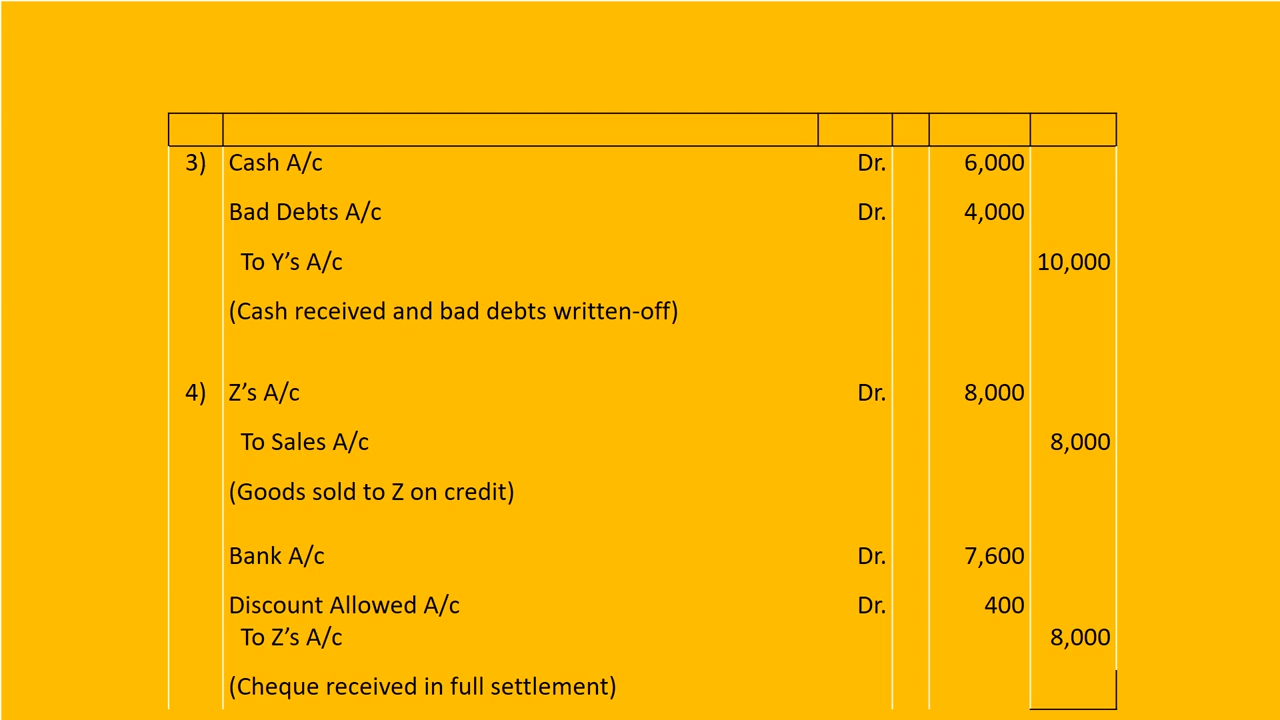 3) Cash A/c Dr. 6,000
Bad Debts A/c Dr. 4,000
To Y’s A/c 10,000
(Cash received and bad debts written-off)
4) Z’s A/c Dr. 8,000
To Sales A/c 8,000
(Goods sold to Z on credit)
Bank A/c Dr. 7,600
Discount Allowed A/c Dr. 400
To Z’s A/c 8,000
(Cheque received in full settlement)